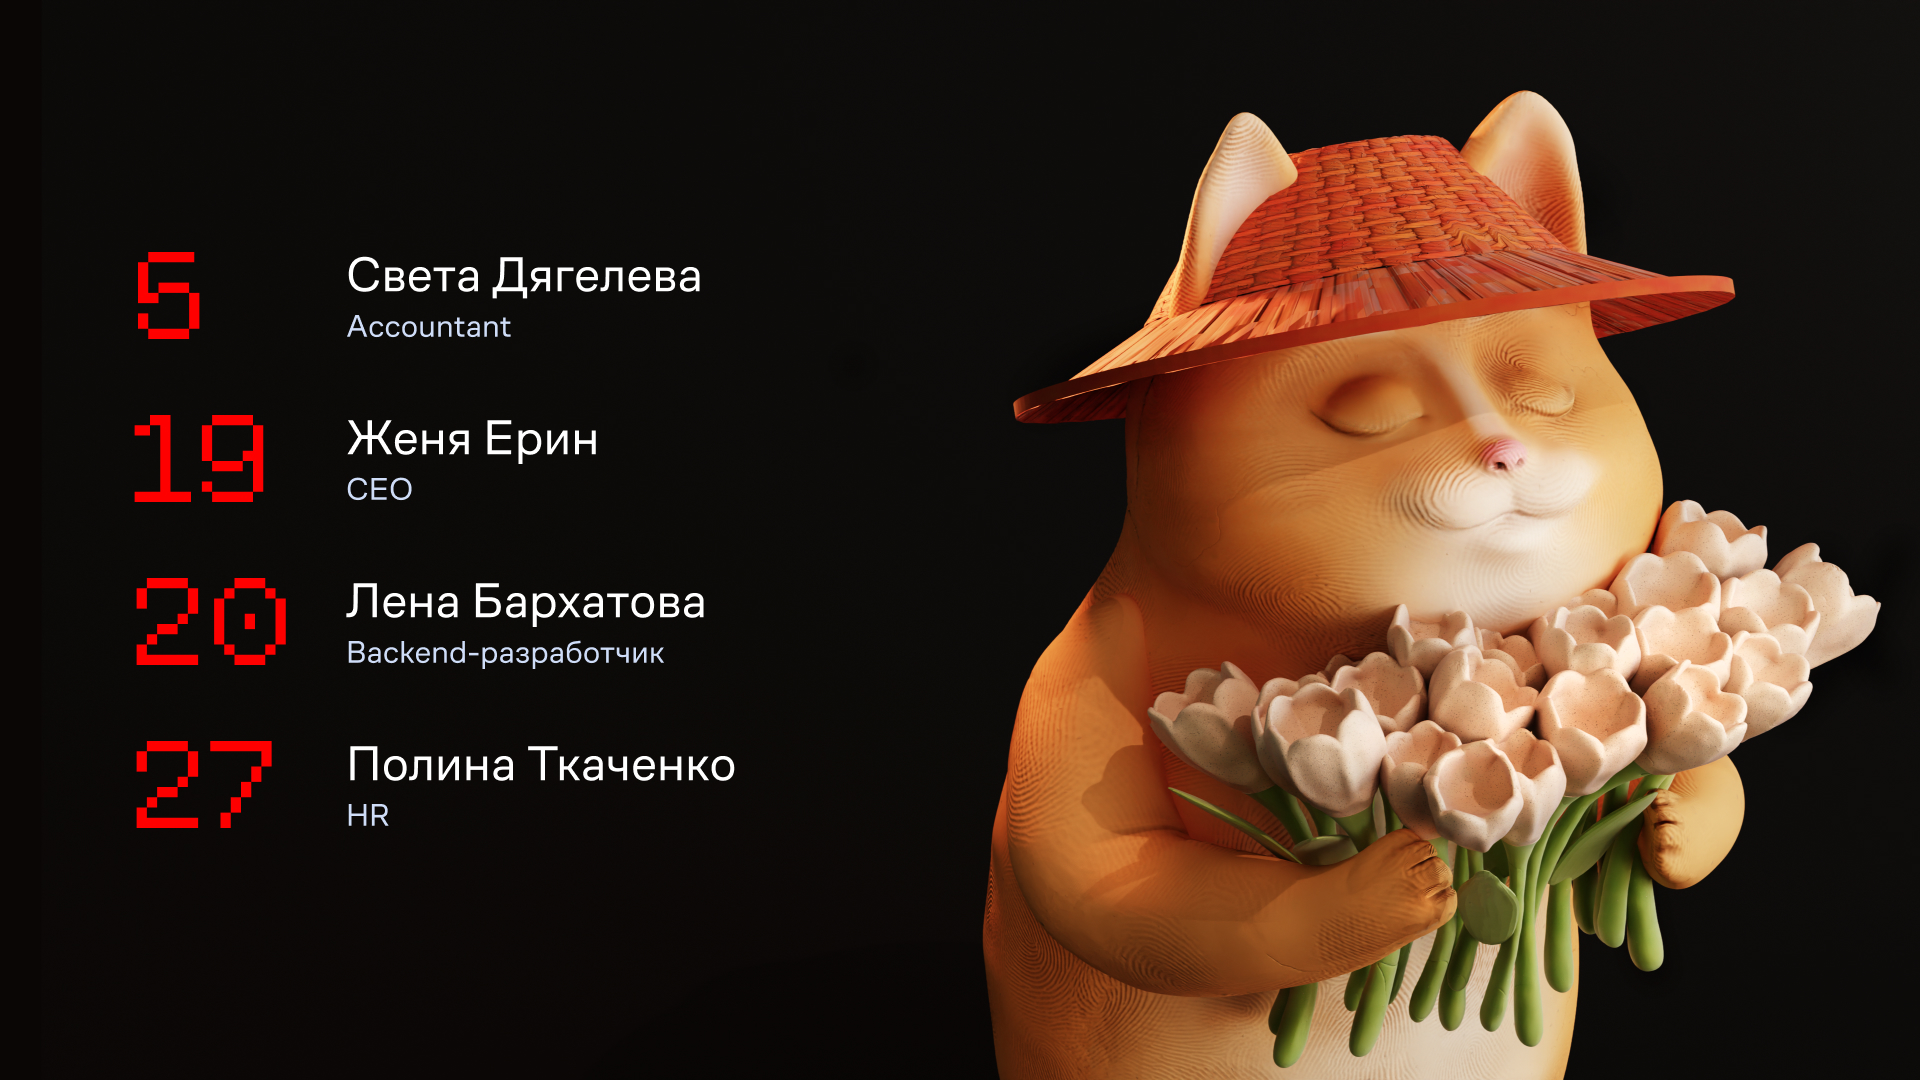 5
Света Дягелева
Accountant
19
Женя Ерин
CEO
20
Лена Бархатова
Backend-разработчик
27
Полина Ткаченко
HR